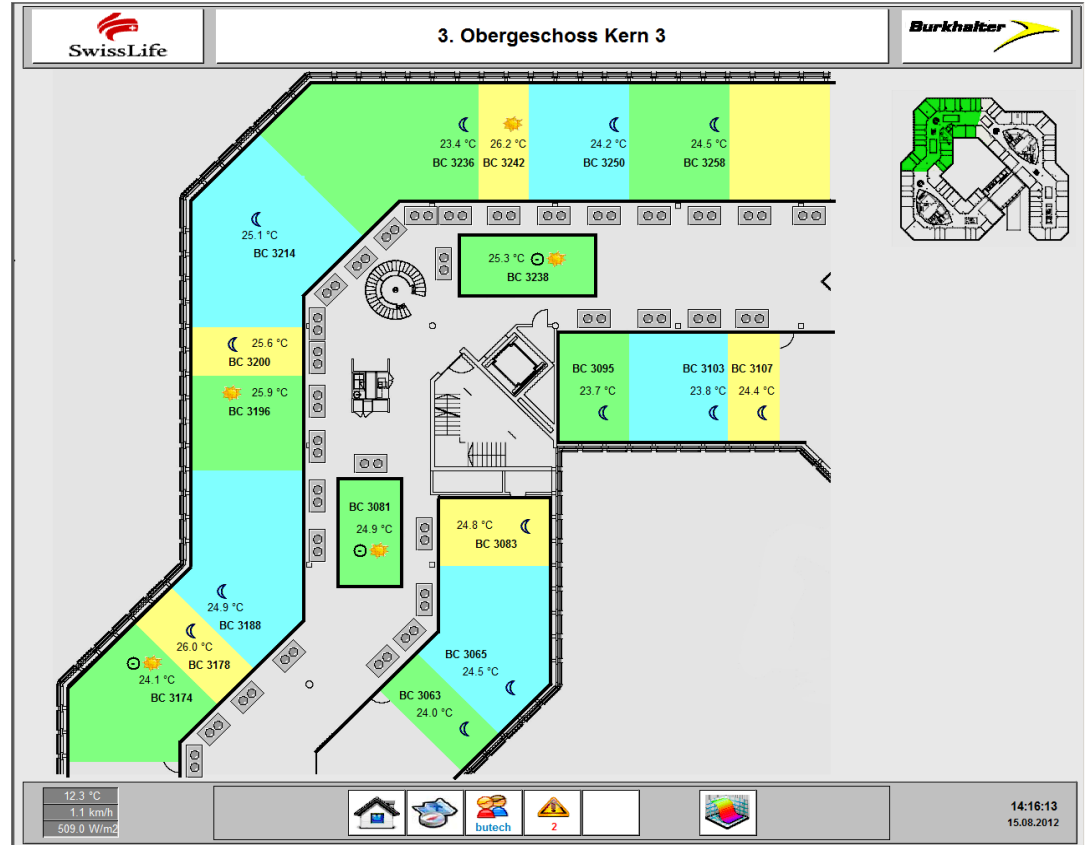 SwissLife
3. Obergeschoss Kern 3
Burkhalter
23.4 °C
BC 3236
26.2 °C
BC 3242
24.2 °C
BC 3250
24.5 °C
BC 3258
25.1 °C
BC 3214
25.3 °C
BC 3238
25.6 °C
BC 3200
25.9 °C
BC 3196
BC 3095
23.7 °C
BC 3103
23.8 °C
BC 3107
24.4 °C
BC 3081
24.9 °C
24.8 °C
BC 3083
24.9 °C
BC 3188
26.0 °C
BC 3178
24.1 °C
BC 3174
BC 3065
24.5 °C
BC 3063
24.0 °C
12.3 °C
1.1 km/h
509.0 W/m2
butech
2
14:16:13
15.08.2012